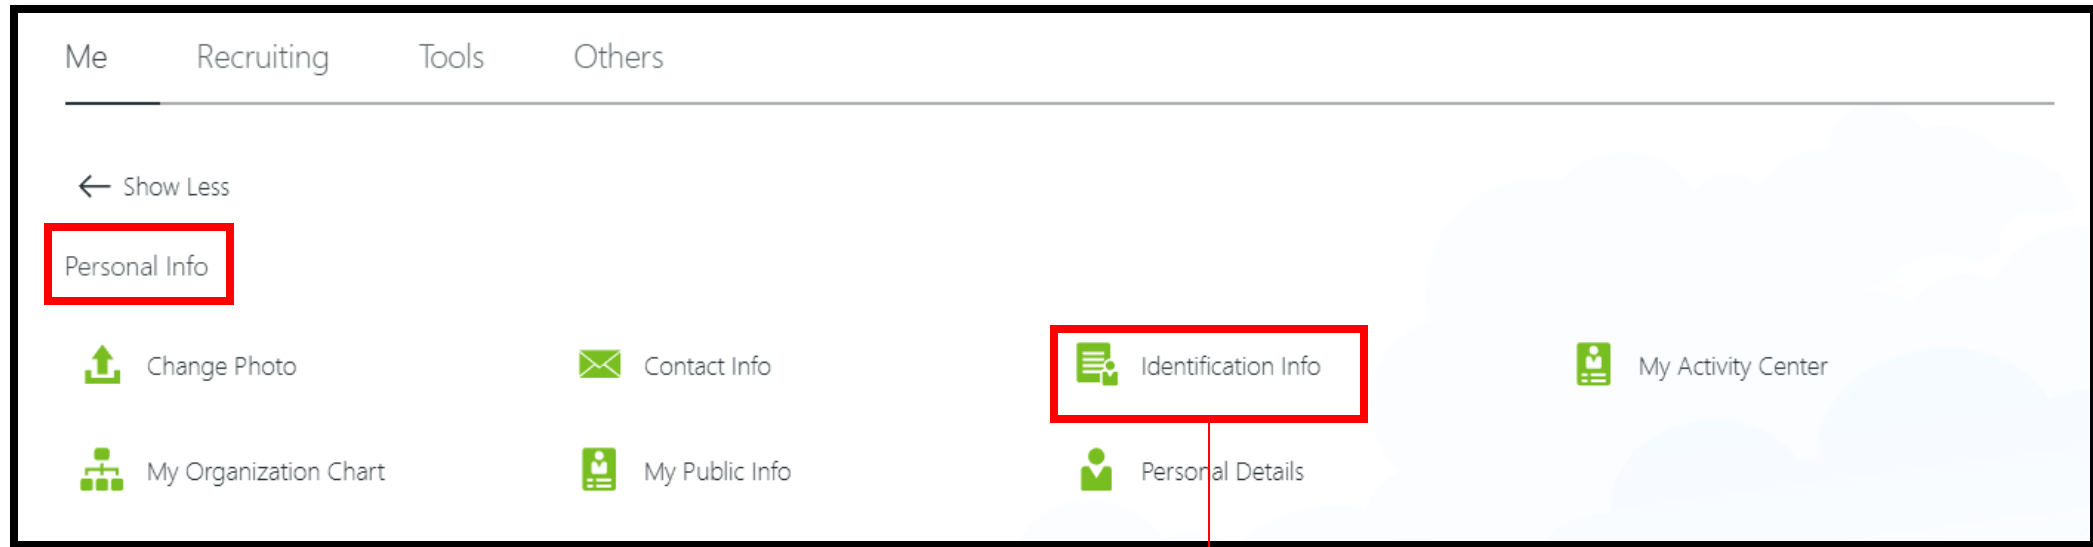 Me Recruiting Tools Others
Show Less
Personal Info
Change Photo Contact Info Identification Info My Activity Center
My Organization Chart My Public Info Personal Details